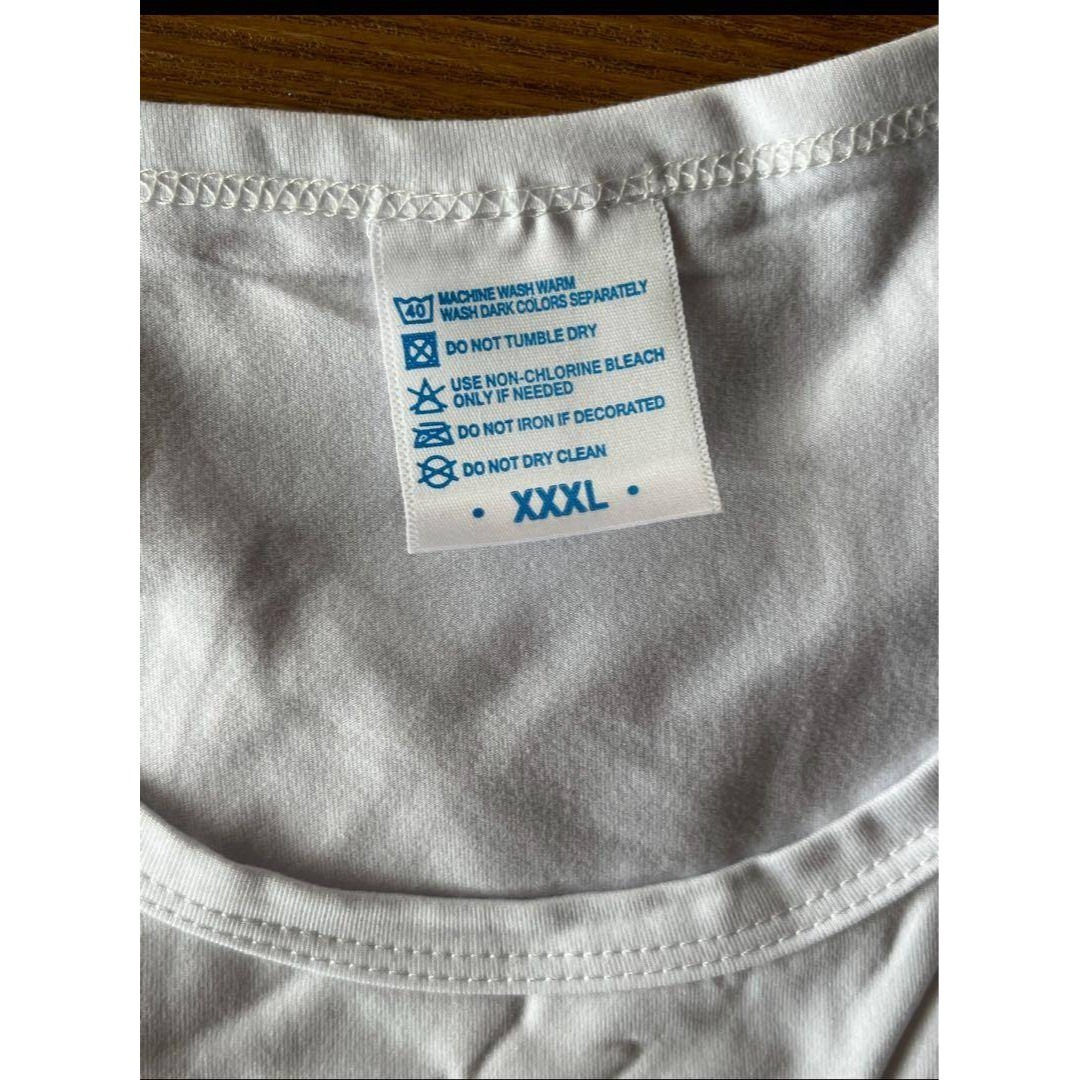 40 MACHINE WASH WARM
WASH DARK COLORS SEPARATELY
DO NOT TUMBLE DRY
USE NON-CHLORINE BLEACH
ONLY IF NEEDED
DO NOT IRON IF DECORATED
DO NOT DRY CLEAN
• XXXL •